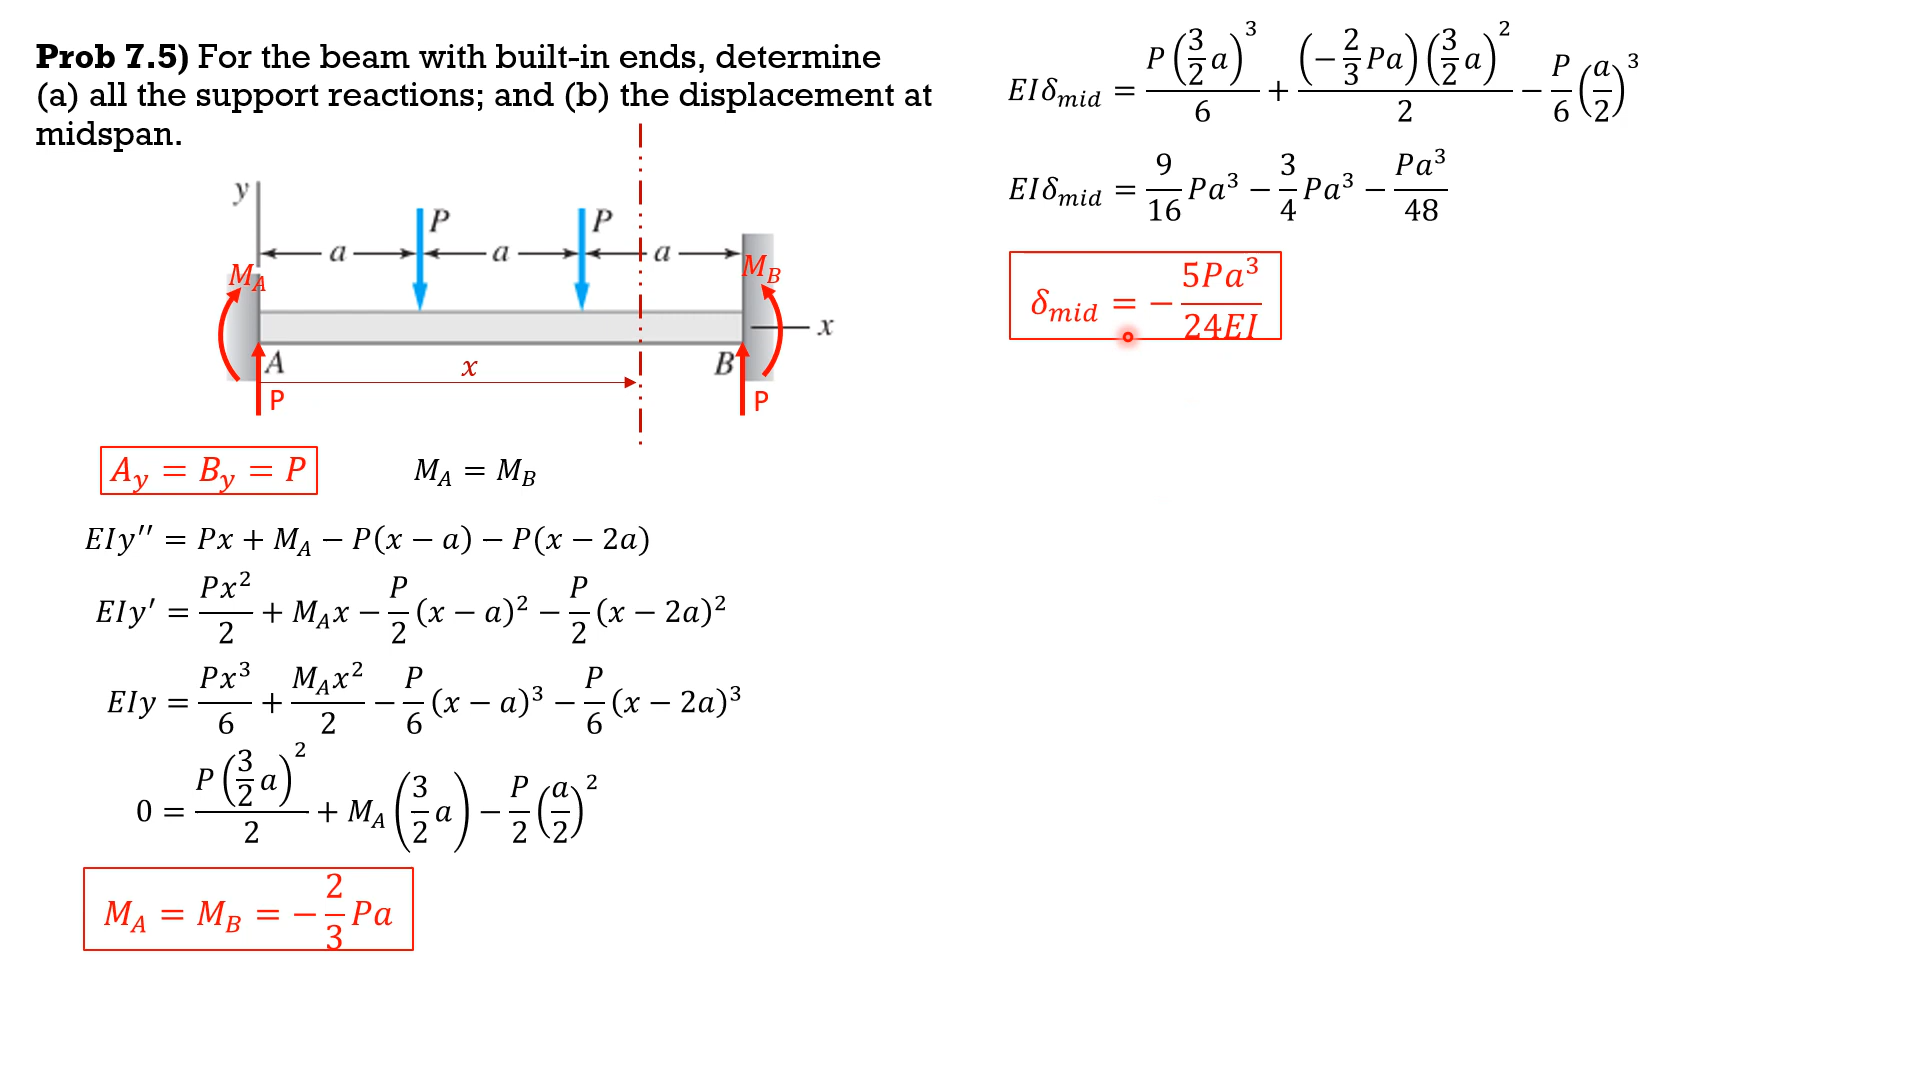 Prob 7.5) For the beam with built-in ends, determine
(a) all the support reactions; and (b) the displacement at
midspan.
y
P
P
a
a
a
M_A
M_B
x
A
x
B
P
P
A_y = B_y = P
M_A = M_B
EIy′′ = Px + M_A − P(x − a) − P(x − 2a)
EIy′ = Px²/2 + M_Ax − P/2 (x − a)² − P/2 (x − 2a)²
EIy = Px³/6 + M_Ax²/2 − P/6 (x − a)³ − P/6 (x − 2a)³
0 = P(3/2 a)²/2 + M_A(3/2 a) − P/2 (a/2)²
M_A = M_B = − 2/3 Pa
EIδ_mid = P(3/2 a)³/6 + (− 2/3 Pa)(3/2 a)²/2 − P/6 (a/2)³
EIδ_mid = 9/16 Pa³ − 3/4 Pa³ − Pa³/48
δ_mid = − 5Pa³/24EI